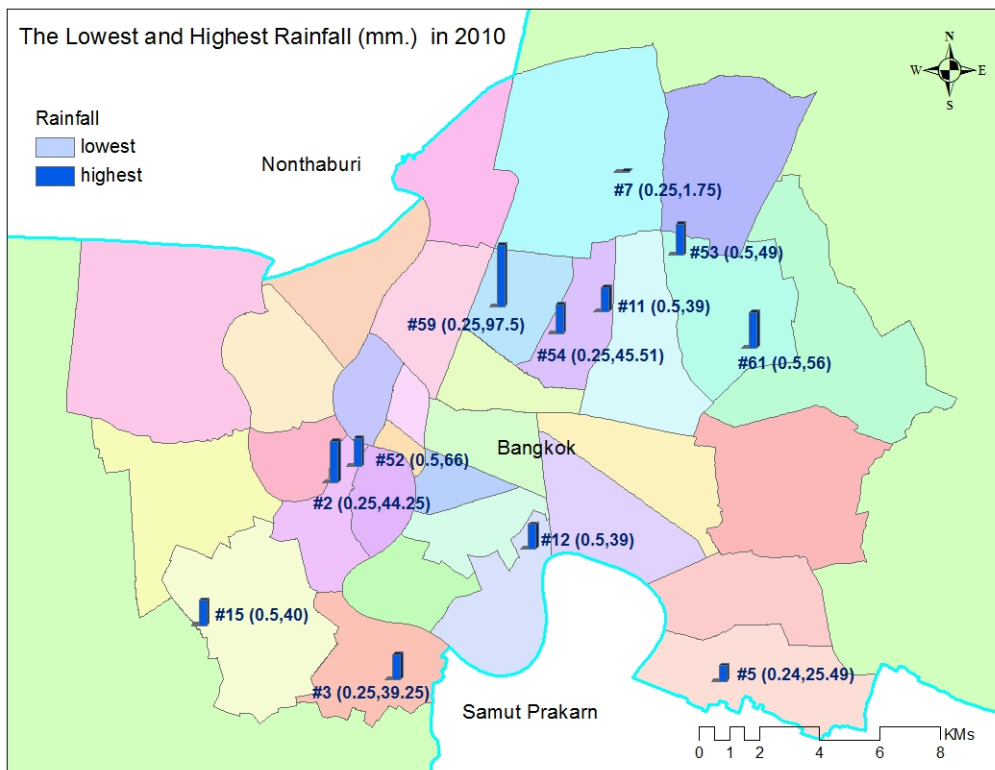 The Lowest and Highest Rainfall (mm.) in 2010
N
W E
S
Rainfall
lowest
highest
Nonthaburi
#7 (0.25,1.75)
#53 (0.5,49)
#11 (0.5,39)
#59 (0.25,97.5)
#54 (0.25,45.51)
#61 (0.5,56)
Bangkok
#52 (0.5,66)
#2 (0.25,44.25)
#12 (0.5,39)
#15 (0.5,40)
#5 (0.24,25.49)
#3 (0.25,39.25)
Samut Prakarn
KMs
0 1 2 4 6 8